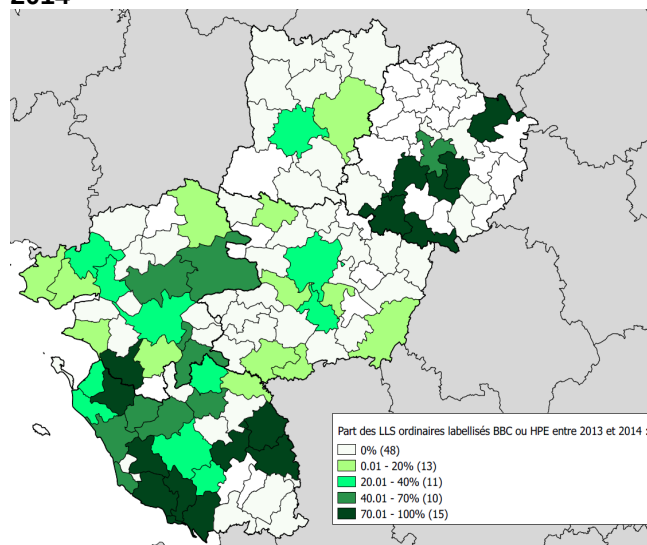 2014
Part des LLS ordinaires labellisés BBC ou HPE entre 2013 et 2014 :
0% (48)
0.01 - 20% (13)
20.01 - 40% (11)
40.01 - 70% (10)
70.01 - 100% (15)